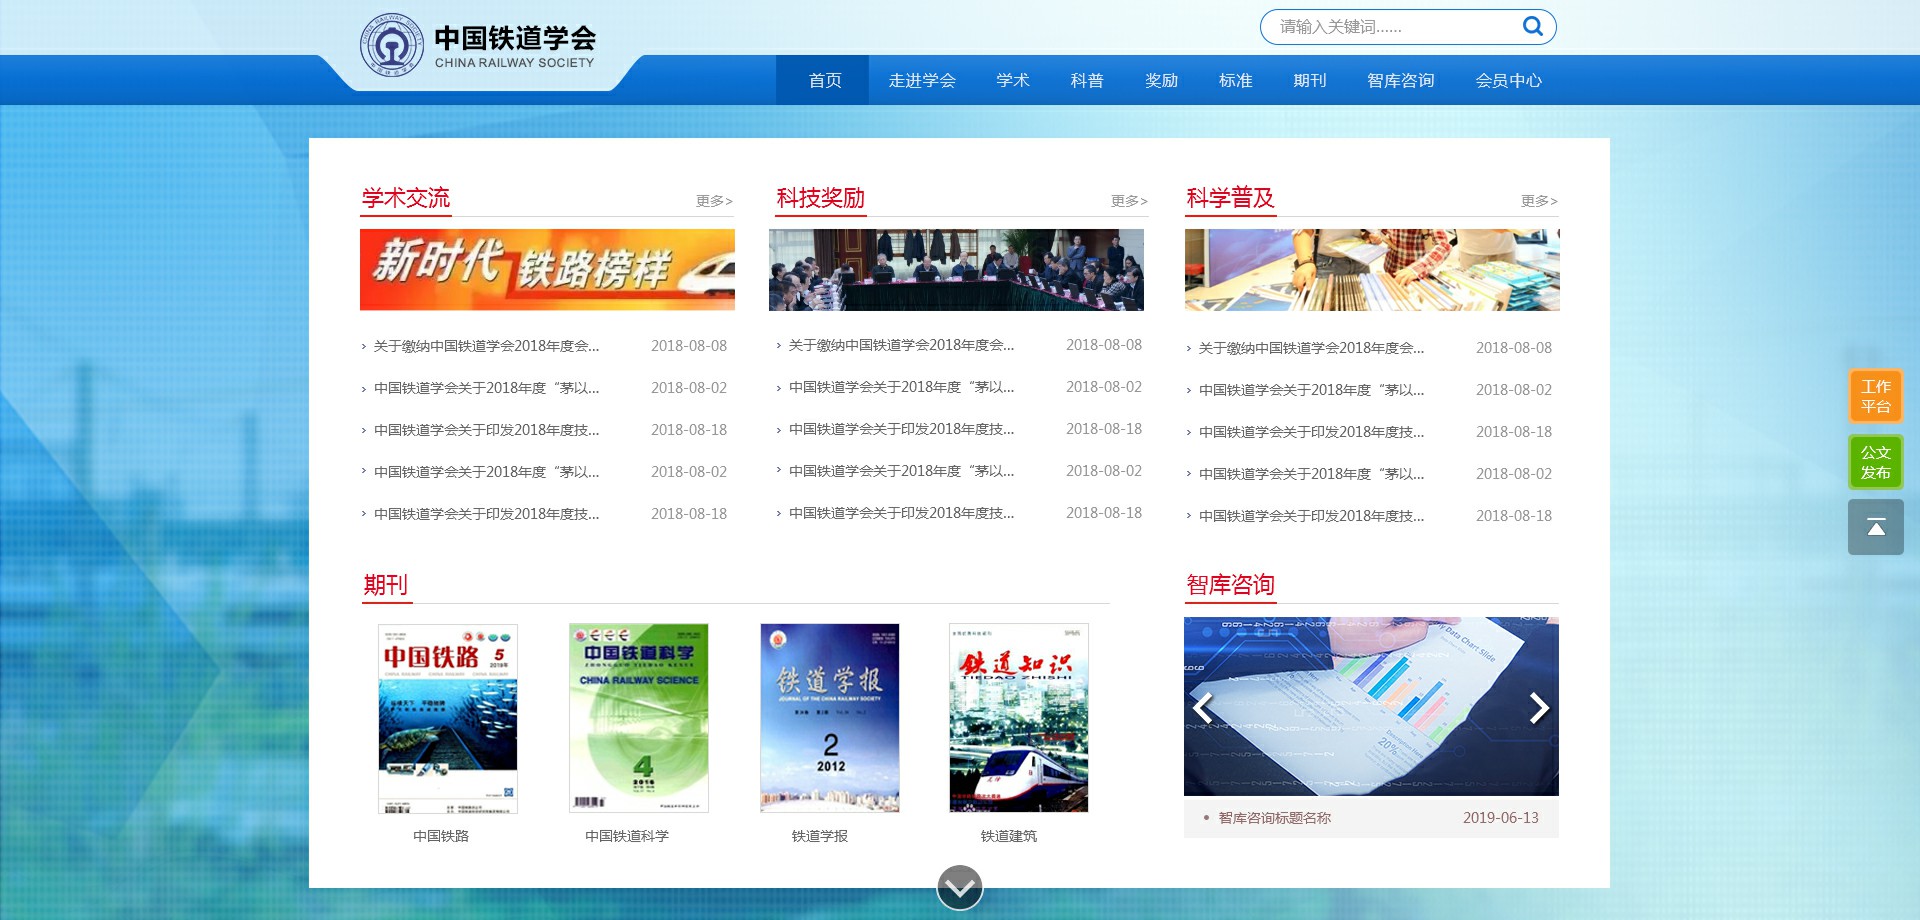 中国铁道学会
CHINA RAILWAY SOCIETY
请输入关键词......
首页 走进学会 学术 科普 奖励 标准 期刊 智库咨询 会员中心
学术交流 更多>
新时代 铁路榜样
关于缴纳中国铁道学会2018年度会... 2018-08-08
中国铁道学会关于2018年度“茅以... 2018-08-02
中国铁道学会关于印发2018年度技... 2018-08-18
中国铁道学会关于2018年度“茅以... 2018-08-02
中国铁道学会关于印发2018年度技... 2018-08-18
科技奖励 更多>
关于缴纳中国铁道学会2018年度会... 2018-08-08
中国铁道学会关于2018年度“茅以... 2018-08-02
中国铁道学会关于印发2018年度技... 2018-08-18
中国铁道学会关于2018年度“茅以... 2018-08-02
中国铁道学会关于印发2018年度技... 2018-08-18
科学普及 更多>
关于缴纳中国铁道学会2018年度会... 2018-08-08
中国铁道学会关于2018年度“茅以... 2018-08-02
中国铁道学会关于印发2018年度技... 2018-08-18
中国铁道学会关于2018年度“茅以... 2018-08-02
中国铁道学会关于印发2018年度技... 2018-08-18
工作
平台
公文
发布
期刊
中国铁路 5
2018年
中国铁路
中国铁道科学
ZHONGGUO TIEDAO KEXUE
CHINA RAILWAY SCIENCE
4
2016
中国铁道科学
铁道学报
JOURNAL OF THE CHINA RAILWAY SOCIETY
2
2012
铁道学报
铁道知识
TIEDAO ZHISHI
铁道建筑
智库咨询
Data Chart Slide
20%
智库咨询标题名称 2019-06-13